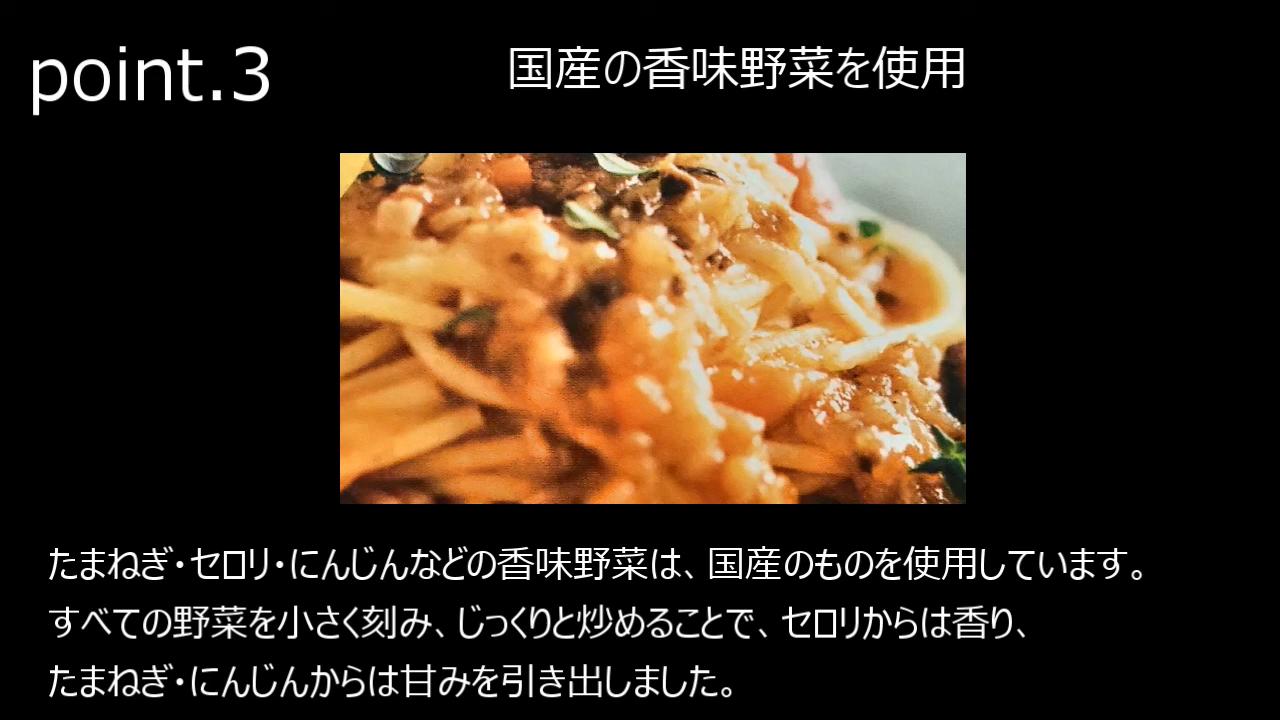 point.3
国産の香味野菜を使用
たまねぎ・セロリ・にんじんなどの香味野菜は、国産のものを使用しています。
すべての野菜を小さく刻み、じっくりと炒めることで、セロリからは香り、
たまねぎ・にんじんからは甘みを引き出しました。